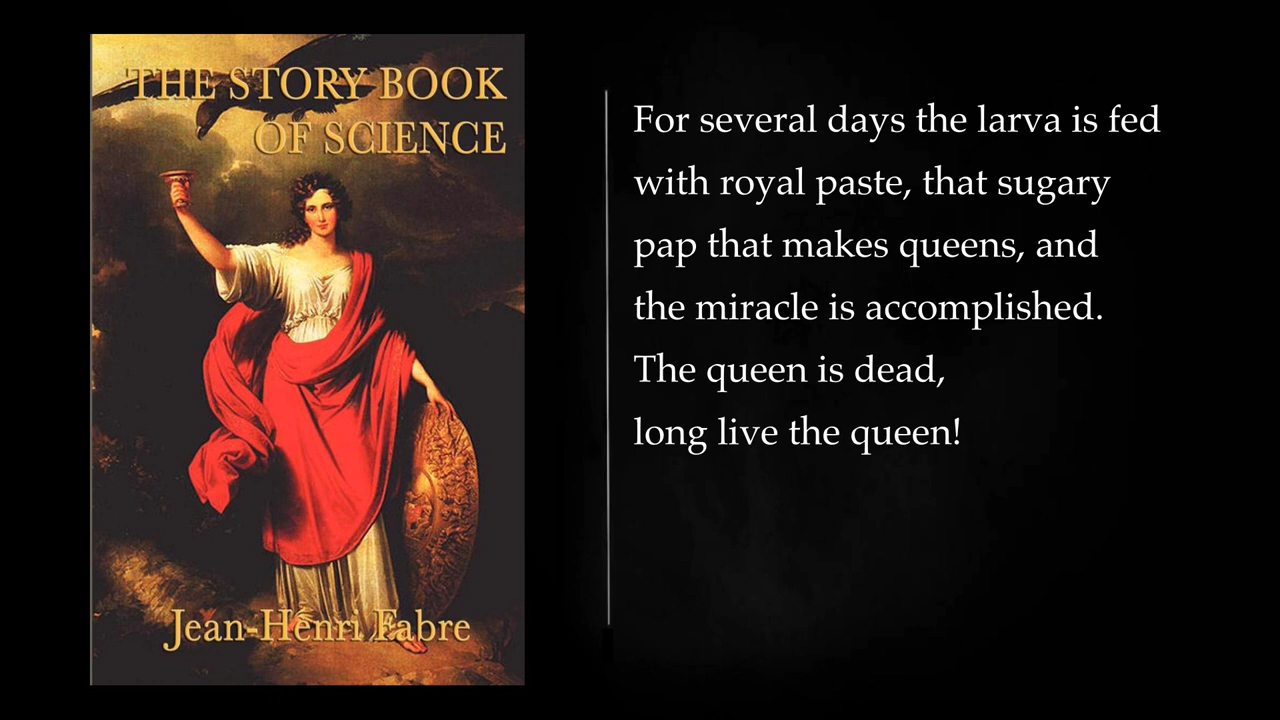 THE STORY BOOK
OF SCIENCE
Jean-Henri Fabre
For several days the larva is fed
with royal paste, that sugary
pap that makes queens, and
the miracle is accomplished.
The queen is dead,
long live the queen!